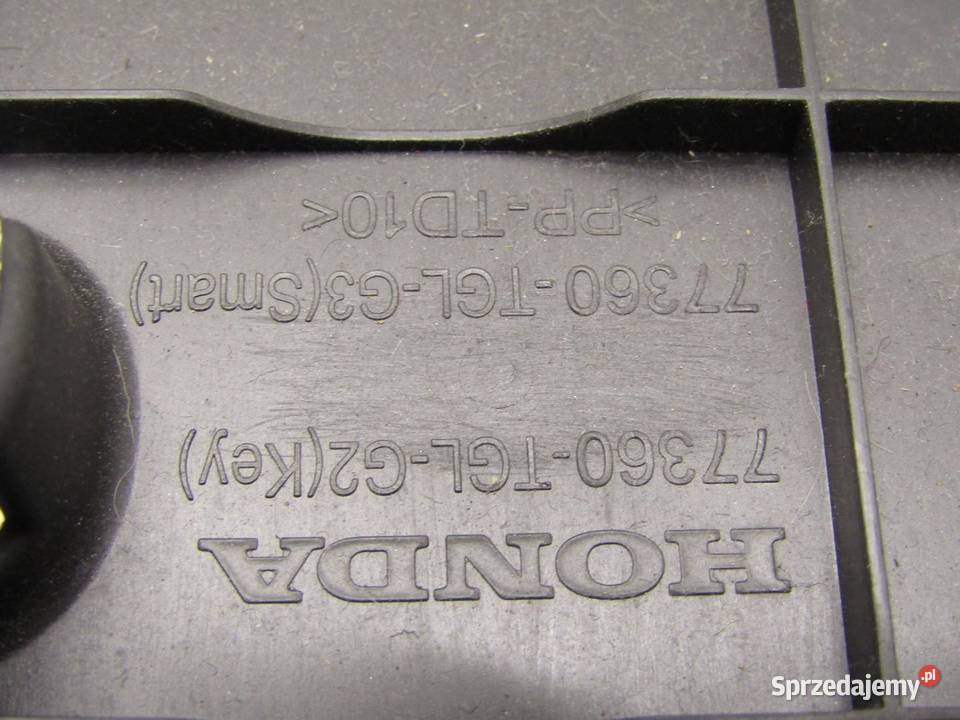 HONDA
77360-TGL-G2(Key)
77360-TGL-G3(Smart)
>PP-TD10<
Sprzedajemy.pl